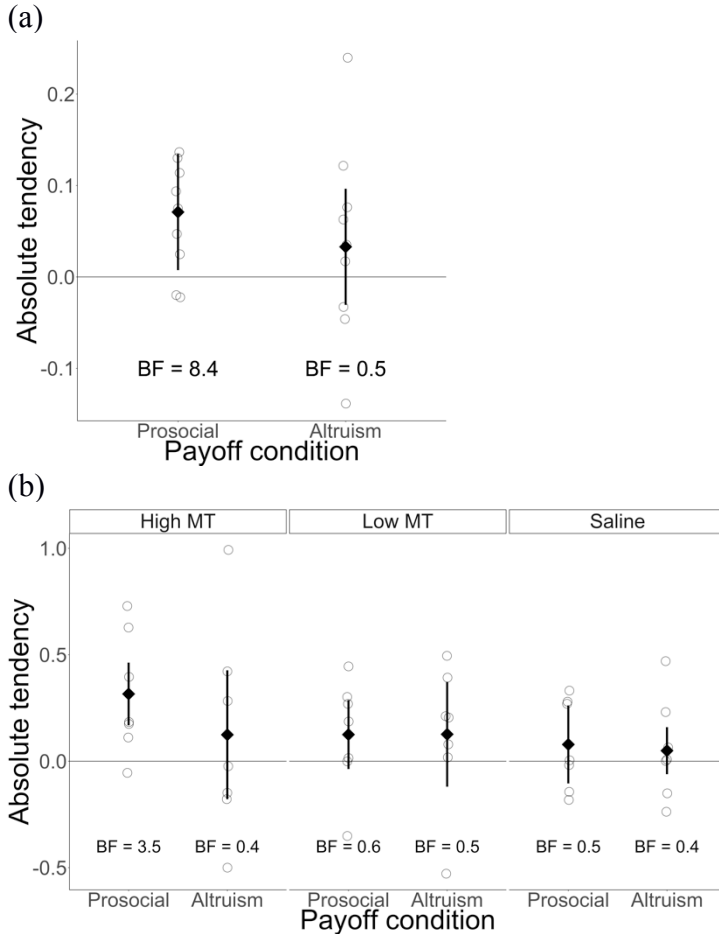 (a)
Absolute tendency
0.2
0.1
0.0
-0.1
BF = 8.4 BF = 0.5
Prosocial Altruism
Payoff condition
(b)
High MT Low MT Saline
Absolute tendency
1.0
0.5
0.0
-0.5
BF = 3.5 BF = 0.4 BF = 0.6 BF = 0.5 BF = 0.5 BF = 0.4
Prosocial Altruism Prosocial Altruism Prosocial Altruism
Payoff condition